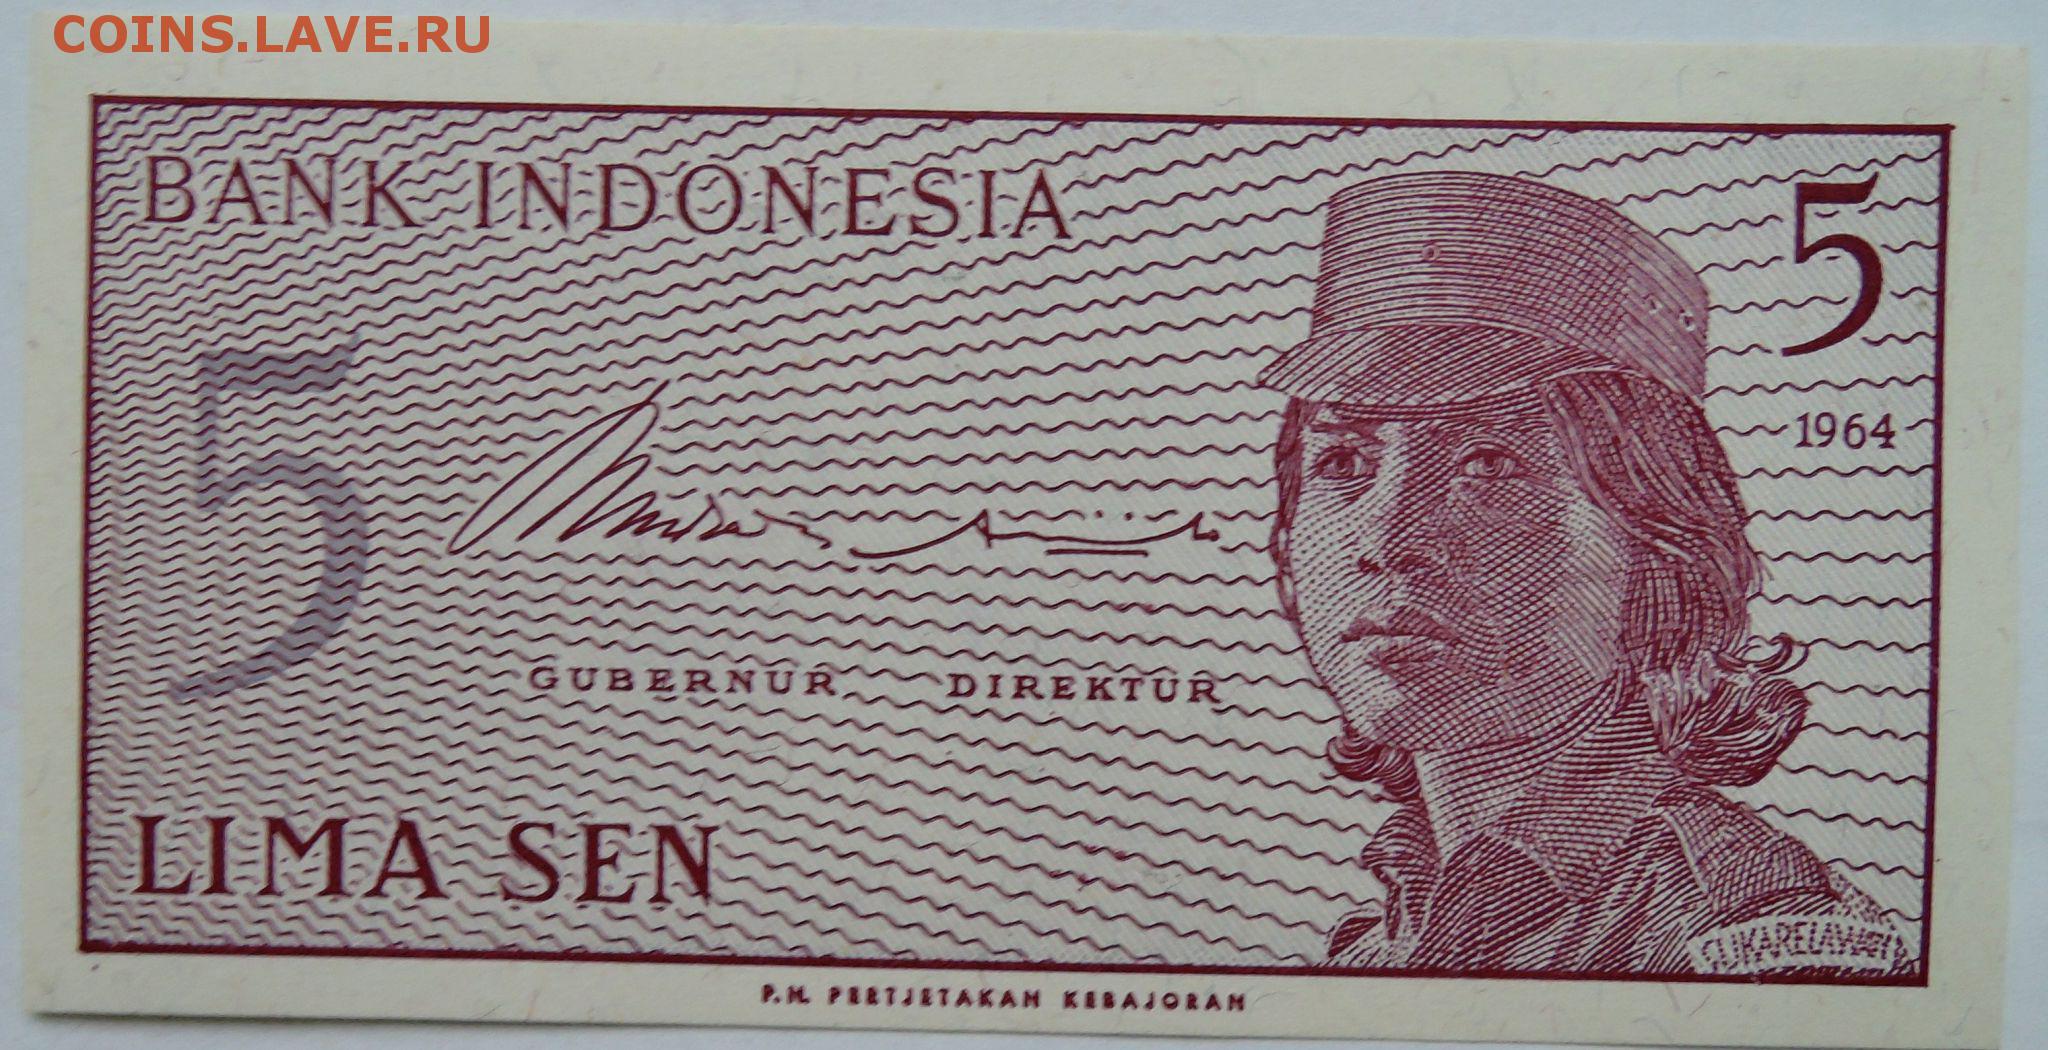 COINS.LAVE.RU
BANK INDONESIA
5
1964
5
GUBERNUR DIREKTUR
LIMA SEN
SUKARELAWATI
P.N. PERTJETAKAN KEBAJORAN